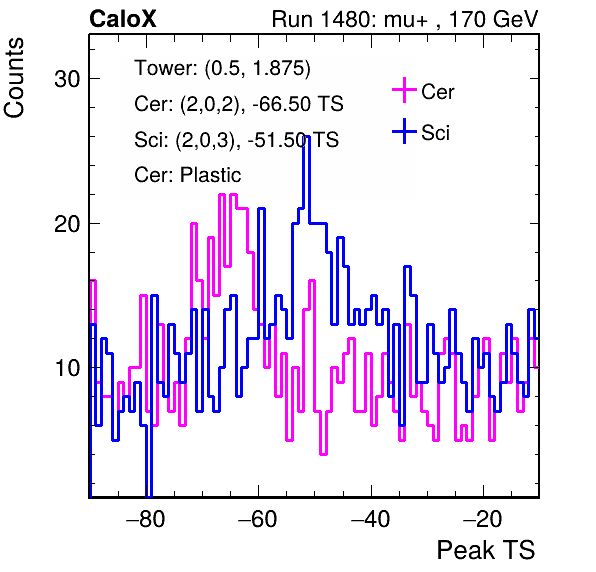 CaloX Run 1480: mu+ , 170 GeV
Counts
Tower: (0.5, 1.875)
Cer: (2,0,2), -66.50 TS
Sci: (2,0,3), -51.50 TS
Cer: Plastic
Cer
Sci
30
20
10
−80 −60 −40 −20
Peak TS